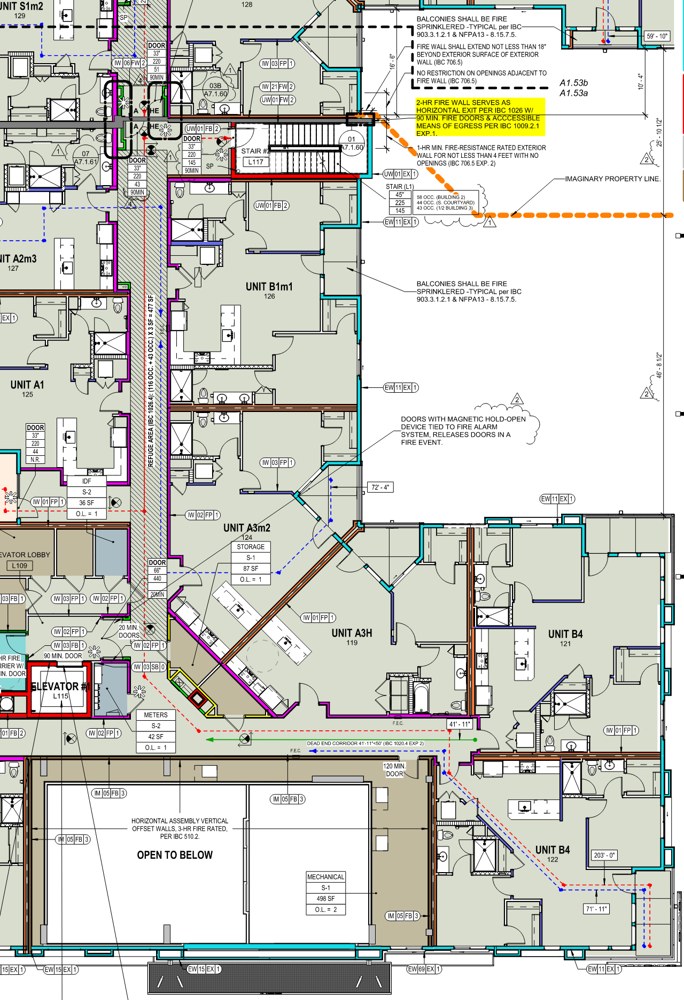 UNIT S1m2
129
128
SP
DOOR
33"
220
51
90MIN
IW 06 FW 2
IW 03 FP 1
IW 21 FW 2
UW 01 FW 2
03B
A7.1.60
1
4
BALCONIES SHALL BE FIRE
SPRINKLERED -TYPICAL per IBC
903.3.1.2.1 & NFPA13 - 8.15.7.5.
FIRE WALL SHALL EXTEND NOT LESS THAN 18"
BEYOND EXTERIOR SURFACE OF EXTERIOR
WALL (IBC 706.5)
NO RESTRICTION ON OPENINGS ADJACENT TO
FIRE WALL (IBC 706.5)
A1.53b
A1.53a
16' - 6"
59' - 10"
10' - 4"
25' - 10 1/2"
2-HR FIRE WALL SERVES AS
HORIZONTAL EXIT PER IBC 1026 W/
90 MIN. FIRE DOORS & ACCCESSIBLE
MEANS OF EGRESS PER IBC 1009.2.1
EXP.1.
1-HR MIN. FIRE-RESISTANCE RATED EXTERIOR
WALL FOR NOT LESS THAN 4 FEET WITH NO
OPENINGS (IBC 706.5 EXP. 2)
A HE
A HE
UW 01 FB 2
DOOR
33"
220
145
90MIN
SP
STAIR #2
L117
01
A7.1.60
07
A7.1.61
1
1
2
DOOR
33"
220
43
90MIN
4
UW 01 EX 1
IMAGINARY PROPERTY LINE.
STAIR (L1)
45"
225
145
58 OCC. (BUILDING 2)
44 OCC. (S. COURTYARD)
43 OCC. (1/2 BUILDING 3)
1
UW 01 FB 2
EW 11 EX 1
UNIT A2m3
127
UNIT B1m1
126
BALCONIES SHALL BE FIRE
SPRINKLERED -TYPICAL per IBC
903.3.1.2.1 & NFPA13 - 8.15.7.5.
EX 1
REFUGE AREA (IBC 1026.4): (116 OCC. + 43 OCC.) X 3 SF = 477 SF
F.E.C.
46' - 8 1/2"
2
UNIT A1
125
EW 11 EX 1
2
DOORS WITH MAGNETIC HOLD-OPEN
DEVICE TIED TO FIRE ALARM
SYSTEM, RELEASES DOORS IN A
FIRE EVENT.
DOOR
33"
220
44
N.R.
IW 03 FP 1
IDF
S-2
36 SF
O.L. = 1
72' - 4"
IW 01 FP 1
EW 11 EX 1
IW 02 FP 1
UNIT A3m2
124
STORAGE
S-1
87 SF
O.L. = 1
EVATOR LOBBY
L109
DOOR
66"
440
20MIN
03 FB 1
IW 03 FP 1
IW 02 FP 1
IW 01 FP 1
UNIT A3H
119
UNIT B4
121
IW 02 FP 1
20 MIN.
DOORS
IW 03 FB 1
IW 02 FP 1
90 MIN. DOOR
HR FIRE
RRIER W/
IN. DOOR
IW 03 SB 0
ELEVATOR #1
L115
METERS
S-2
42 SF
O.L. = 1
01 FB 2
IW 02 FP 1
F.E.C.
41' - 11"
IW 01 FP 1
DEAD END CORRIDOR 41'-11"<50' (IBC 1020.4 EXP 2)
F.E.C.
120 MIN.
DOOR
IM 05 FB 3
IM 05 FB 3
HORIZONTAL ASSEMBLY VERTICAL
OFFSET WALLS, 3-HR FIRE RATED,
PER IBC 510.2.
IM 05 FB 3
OPEN TO BELOW
UNIT B4
122
203' - 0"
MECHANICAL
S-1
498 SF
O.L. = 2
71' - 11"
IM 05 FB 3
15 EX 1
EW 15 EX 1
EW 15 EX 1
EW 69 EX 1
EW 11 EX 1